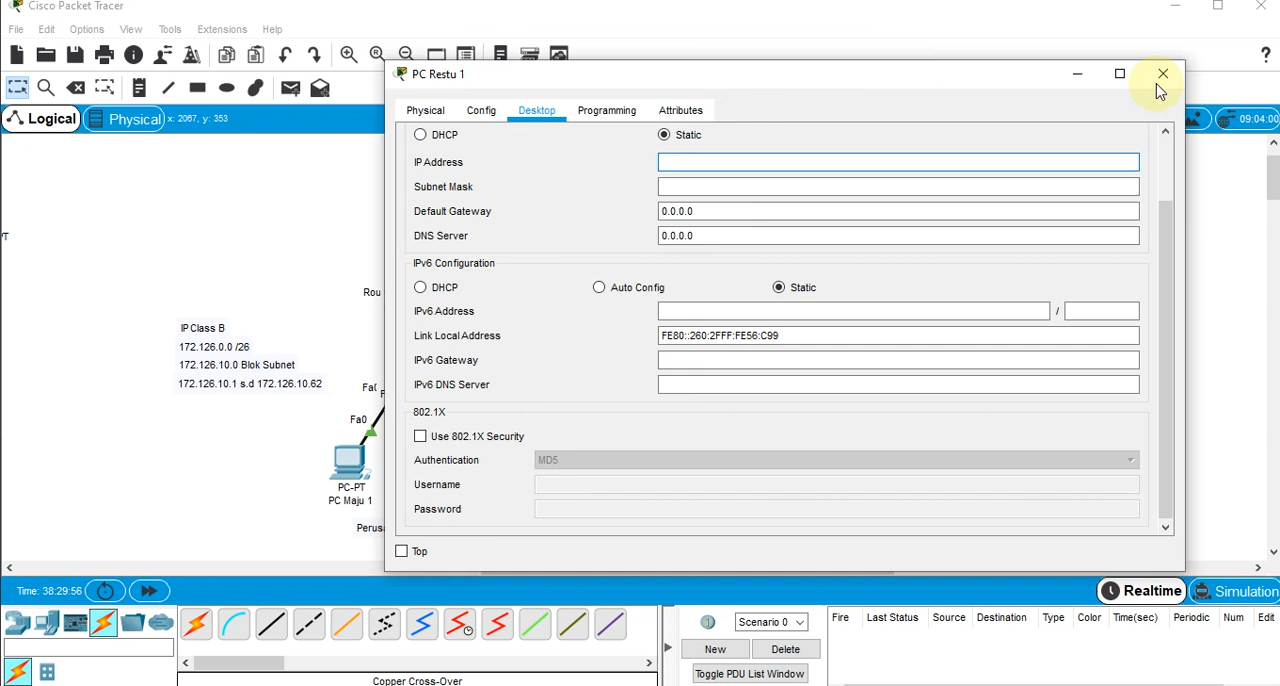 Cisco Packet Tracer
File Edit Options View Tools Extensions Help
?
PC Restu 1
Logical Physical x: 2067, y: 353
09:04:00
Physical Config Desktop Programming Attributes
DHCP Static
IP Address
Subnet Mask
Default Gateway 0.0.0.0
DNS Server 0.0.0.0
IPv6 Configuration
DHCP Auto Config Static
IPv6 Address /
Link Local Address FE80::260:2FFF:FE56:C99
IPv6 Gateway
IPv6 DNS Server
802.1X
Use 802.1X Security
Authentication MD5
Username
Password
Top
Rou
IP Class B
172.126.0.0 /26
172.126.10.0 Blok Subnet
172.126.10.1 s.d 172.126.10.62
Fa0
PC-PT
PC Maju 1
Perusa
Time: 38:29:56
Realtime Simulation
Scenario 0
New Delete
Toggle PDU List Window
Fire Last Status Source Destination Type Color Time(sec) Periodic Num Edit
Copper Cross-Over